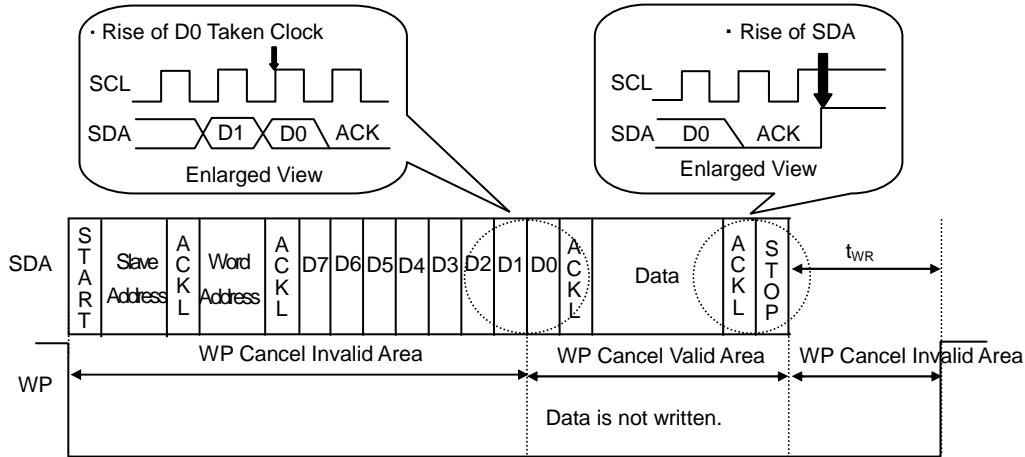 · Rise of D0 Taken Clock
SCL
SDA
D1
D0
ACK
Enlarged View
· Rise of SDA
SCL
SDA
D0
ACK
Enlarged View
SDA
START
Slave
Address
ACKL
Word
Address
ACKL
D7
D6
D5
D4
D3
D2
D1
D0
ACKL
Data
ACKL
STOP
tWR
WP Cancel Invalid Area
WP Cancel Valid Area
WP Cancel Invalid Area
WP
Data is not written.